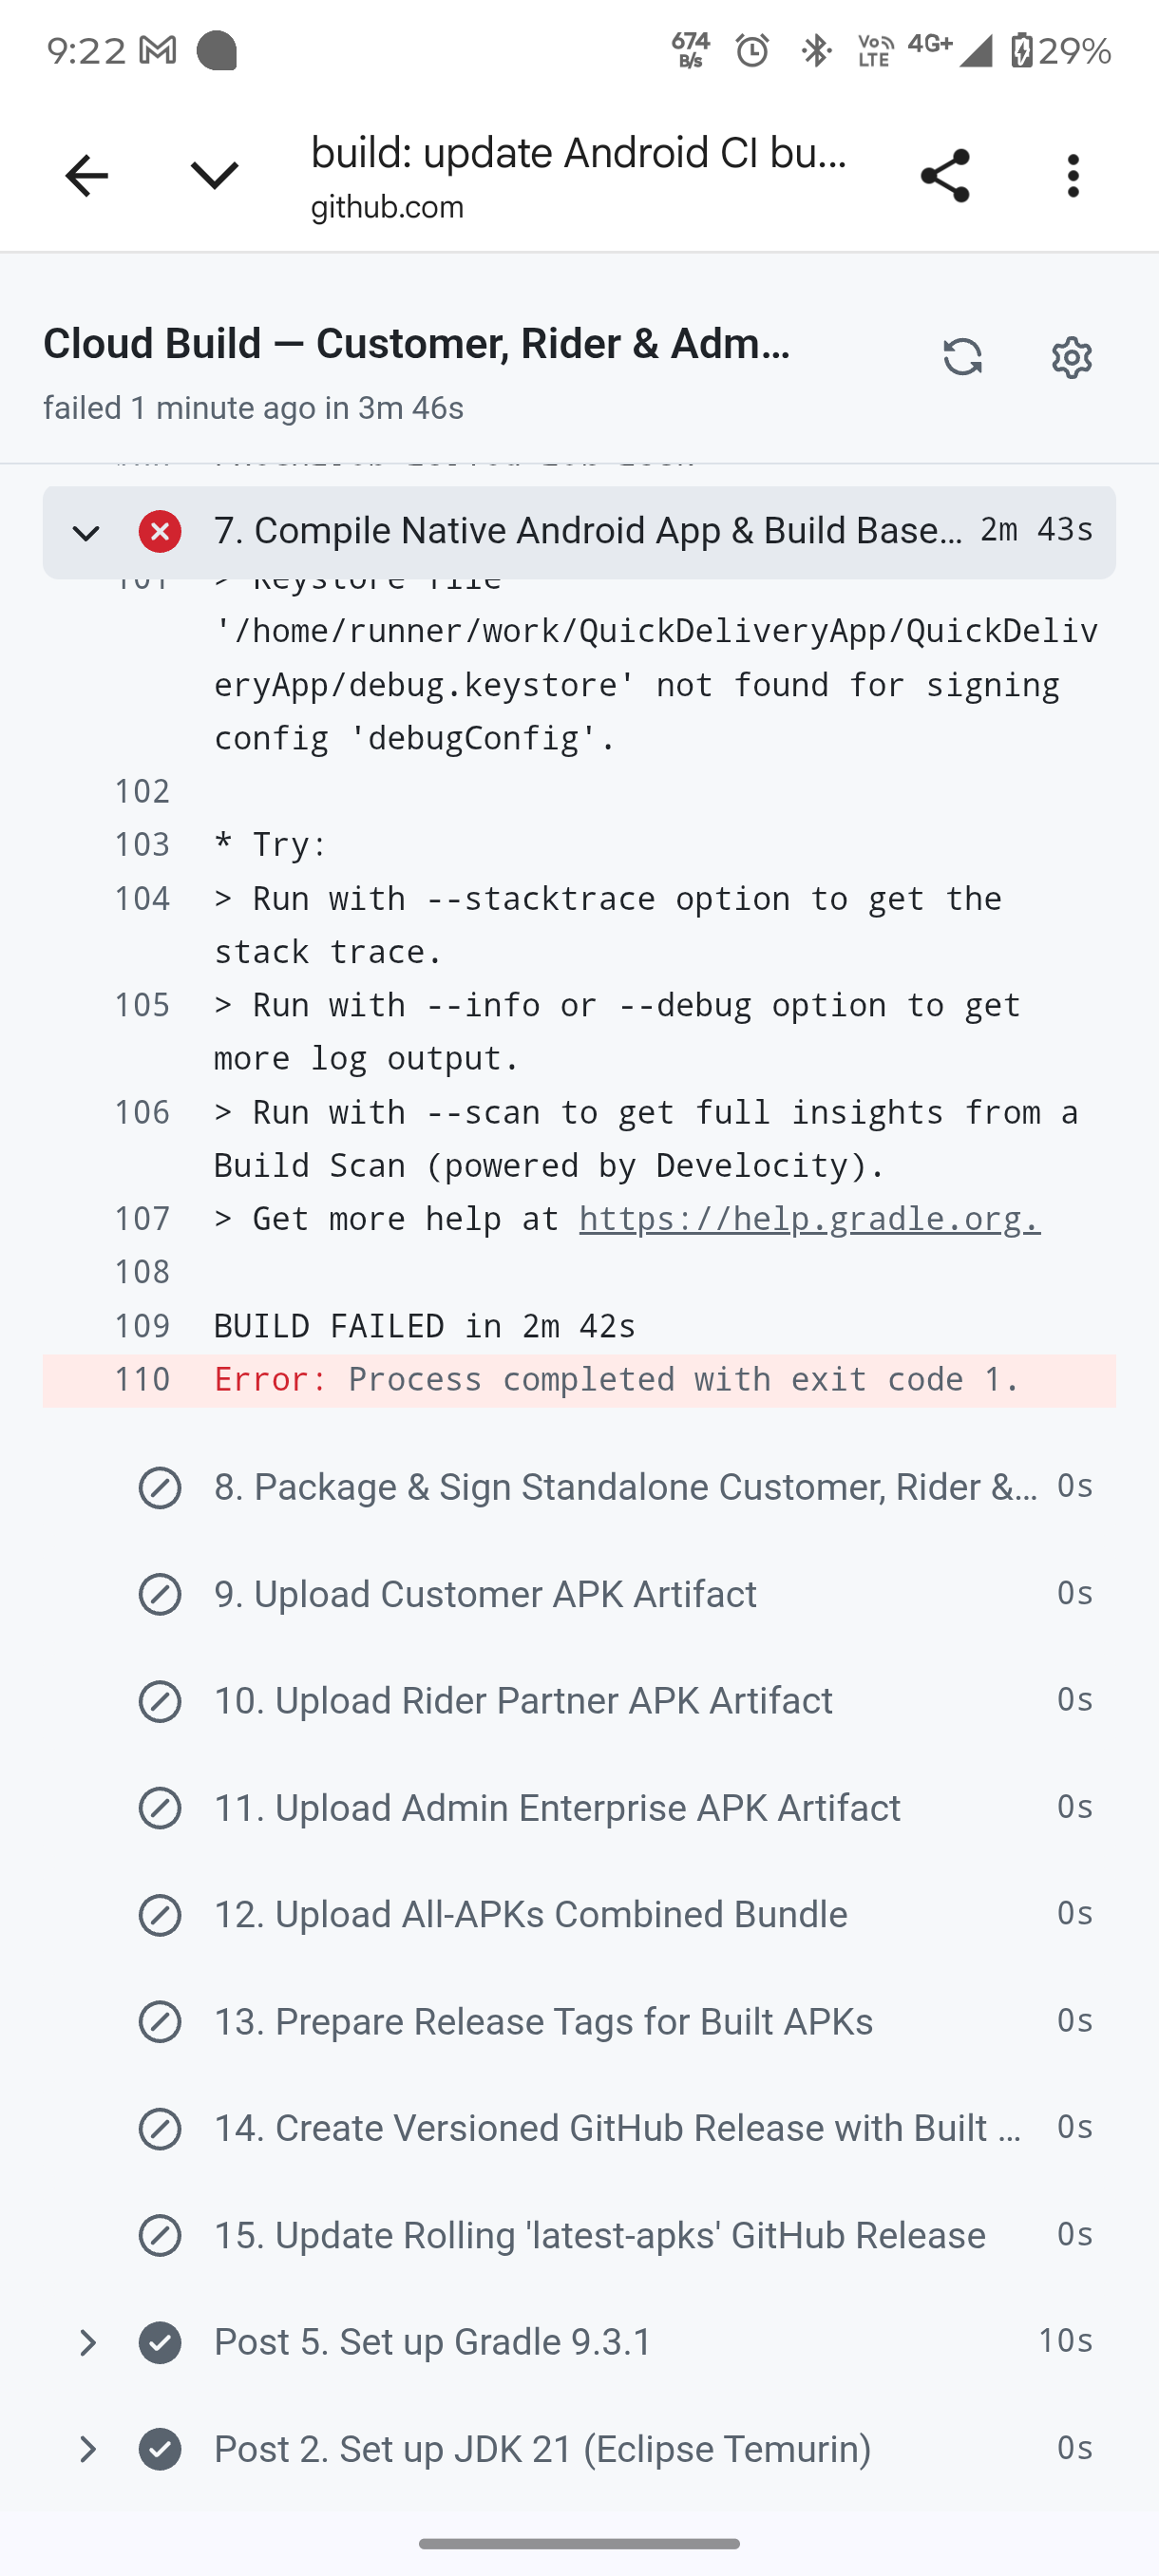 9:22
674 B/s
Vo LTE
4G+
29%
build: update Android CI bu...
github.com
Cloud Build — Customer, Rider & Adm...
failed 1 minute ago in 3m 46s
7. Compile Native Android App & Build Base... 2m 43s
101 > Keystore file
'/home/runner/work/QuickDeliveryApp/QuickDeliv
eryApp/debug.keystore' not found for signing
config 'debugConfig'.
102
103 * Try:
104 > Run with --stacktrace option to get the
stack trace.
105 > Run with --info or --debug option to get
more log output.
106 > Run with --scan to get full insights from a
Build Scan (powered by Develocity).
107 > Get more help at https://help.gradle.org.
108
109 BUILD FAILED in 2m 42s
110 Error: Process completed with exit code 1.
8. Package & Sign Standalone Customer, Rider &... 0s
9. Upload Customer APK Artifact 0s
10. Upload Rider Partner APK Artifact 0s
11. Upload Admin Enterprise APK Artifact 0s
12. Upload All-APKs Combined Bundle 0s
13. Prepare Release Tags for Built APKs 0s
14. Create Versioned GitHub Release with Built ... 0s
15. Update Rolling 'latest-apks' GitHub Release 0s
Post 5. Set up Gradle 9.3.1 10s
Post 2. Set up JDK 21 (Eclipse Temurin) 0s